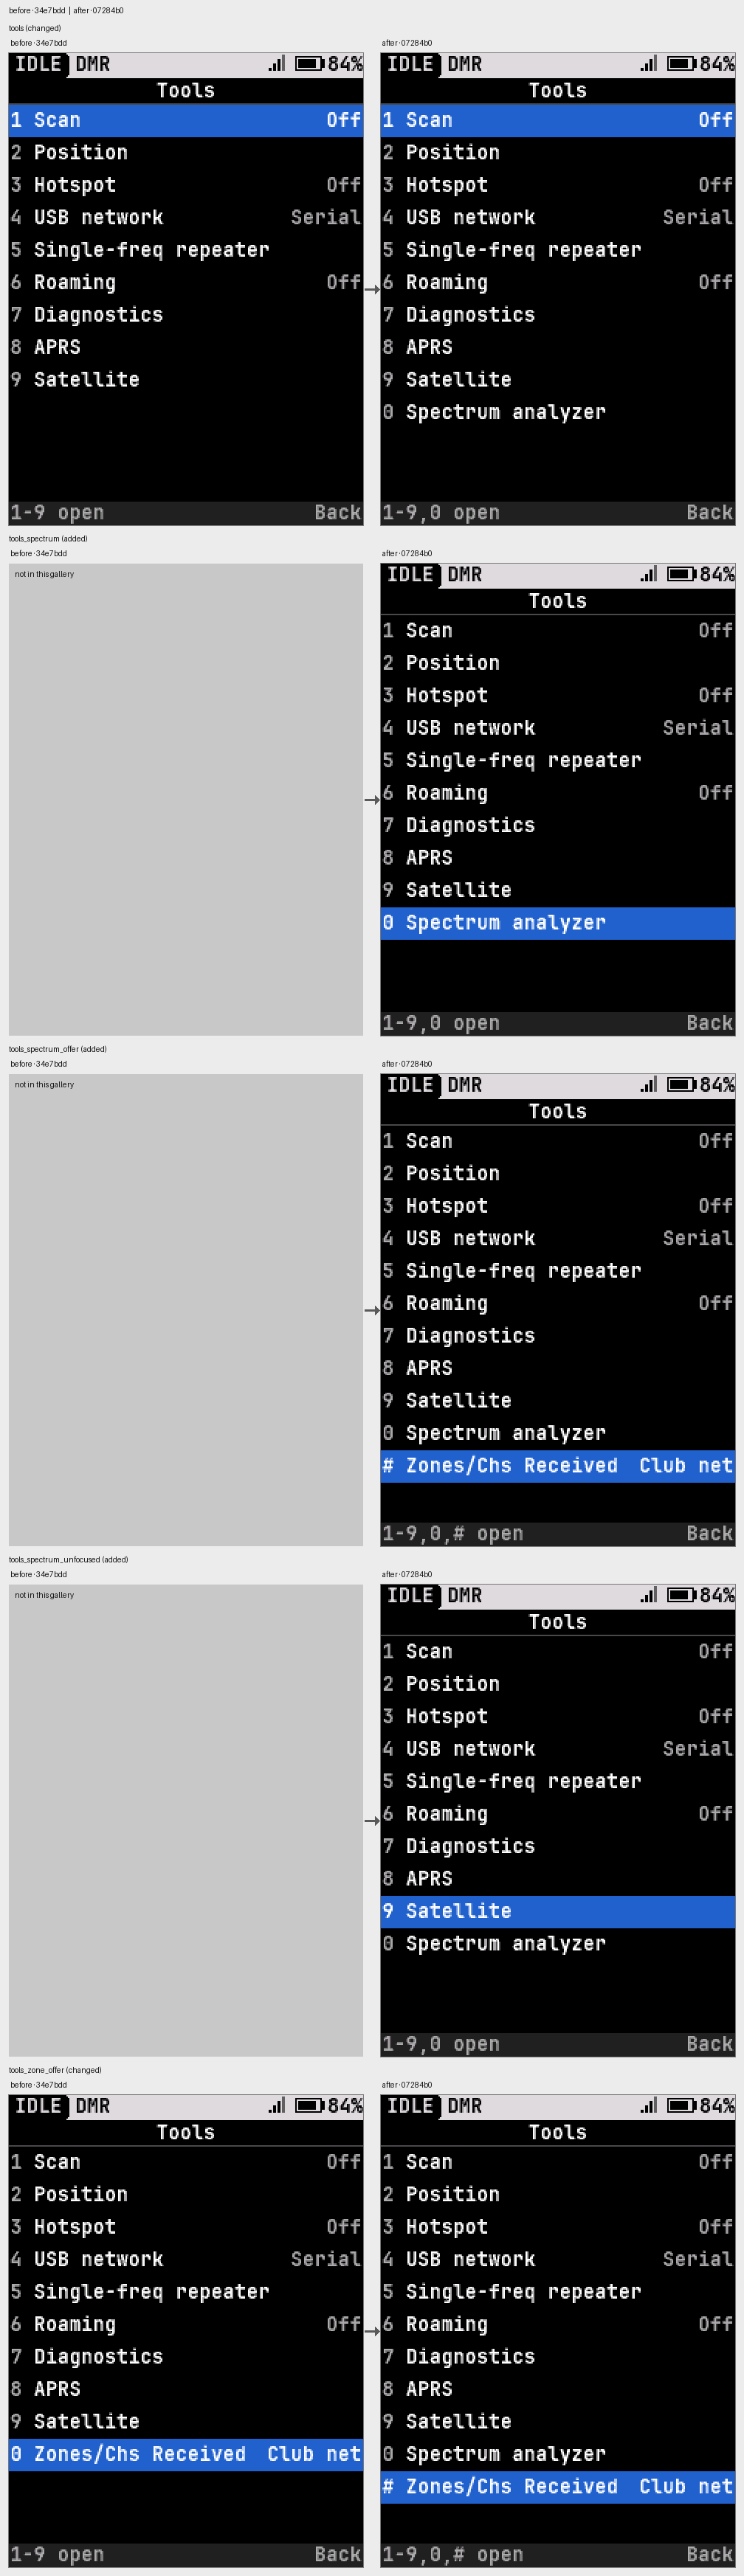 before · 34e7bdd | after · 07284b0
tools (changed)
before · 34e7bdd
after · 07284b0
IDLE DMR 84%
Tools
1 Scan Off
2 Position
3 Hotspot Off
4 USB network Serial
5 Single-freq repeater
6 Roaming Off
7 Diagnostics
8 APRS
9 Satellite
1-9 open Back
IDLE DMR 84%
Tools
1 Scan Off
2 Position
3 Hotspot Off
4 USB network Serial
5 Single-freq repeater
6 Roaming Off
7 Diagnostics
8 APRS
9 Satellite
0 Spectrum analyzer
1-9,0 open Back
tools_spectrum (added)
before · 34e7bdd
after · 07284b0
not in this gallery
IDLE DMR 84%
Tools
1 Scan Off
2 Position
3 Hotspot Off
4 USB network Serial
5 Single-freq repeater
6 Roaming Off
7 Diagnostics
8 APRS
9 Satellite
0 Spectrum analyzer
1-9,0 open Back
tools_spectrum_offer (added)
before · 34e7bdd
after · 07284b0
not in this gallery
IDLE DMR 84%
Tools
1 Scan Off
2 Position
3 Hotspot Off
4 USB network Serial
5 Single-freq repeater
6 Roaming Off
7 Diagnostics
8 APRS
9 Satellite
0 Spectrum analyzer
# Zones/Chs Received Club net
1-9,0,# open Back
tools_spectrum_unfocused (added)
before · 34e7bdd
after · 07284b0
not in this gallery
IDLE DMR 84%
Tools
1 Scan Off
2 Position
3 Hotspot Off
4 USB network Serial
5 Single-freq repeater
6 Roaming Off
7 Diagnostics
8 APRS
9 Satellite
0 Spectrum analyzer
1-9,0 open Back
tools_zone_offer (changed)
before · 34e7bdd
after · 07284b0
IDLE DMR 84%
Tools
1 Scan Off
2 Position
3 Hotspot Off
4 USB network Serial
5 Single-freq repeater
6 Roaming Off
7 Diagnostics
8 APRS
9 Satellite
0 Zones/Chs Received Club net
1-9 open Back
IDLE DMR 84%
Tools
1 Scan Off
2 Position
3 Hotspot Off
4 USB network Serial
5 Single-freq repeater
6 Roaming Off
7 Diagnostics
8 APRS
9 Satellite
0 Spectrum analyzer
# Zones/Chs Received Club net
1-9,0,# open Back